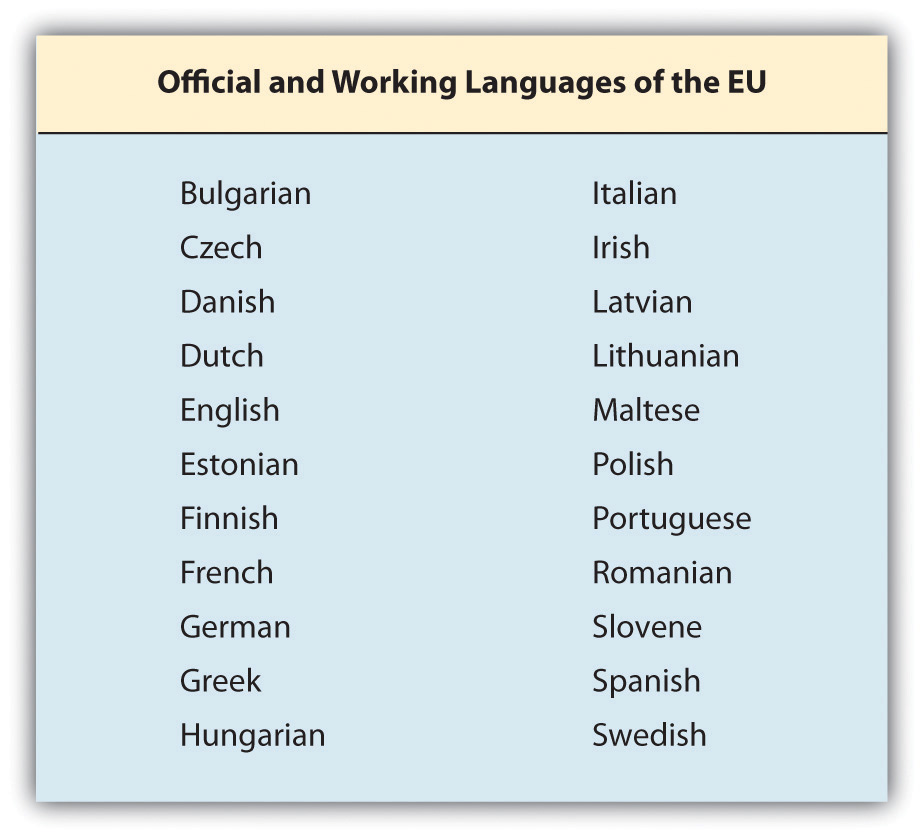 Official and Working Languages of the EU
Bulgarian
Czech
Danish
Dutch
English
Estonian
Finnish
French
German
Greek
Hungarian
Italian
Irish
Latvian
Lithuanian
Maltese
Polish
Portuguese
Romanian
Slovene
Spanish
Swedish